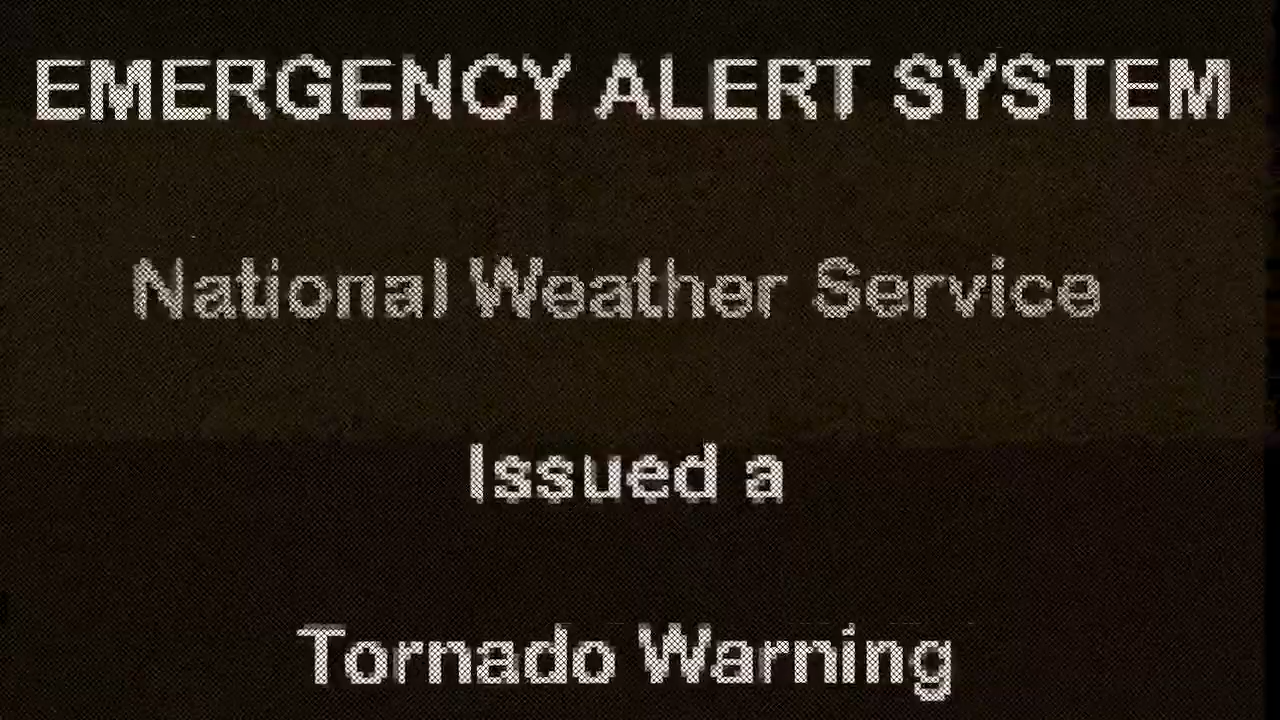 EMERGENCY ALERT SYSTEM
National Weather Service
Issued a
Tornado Warning